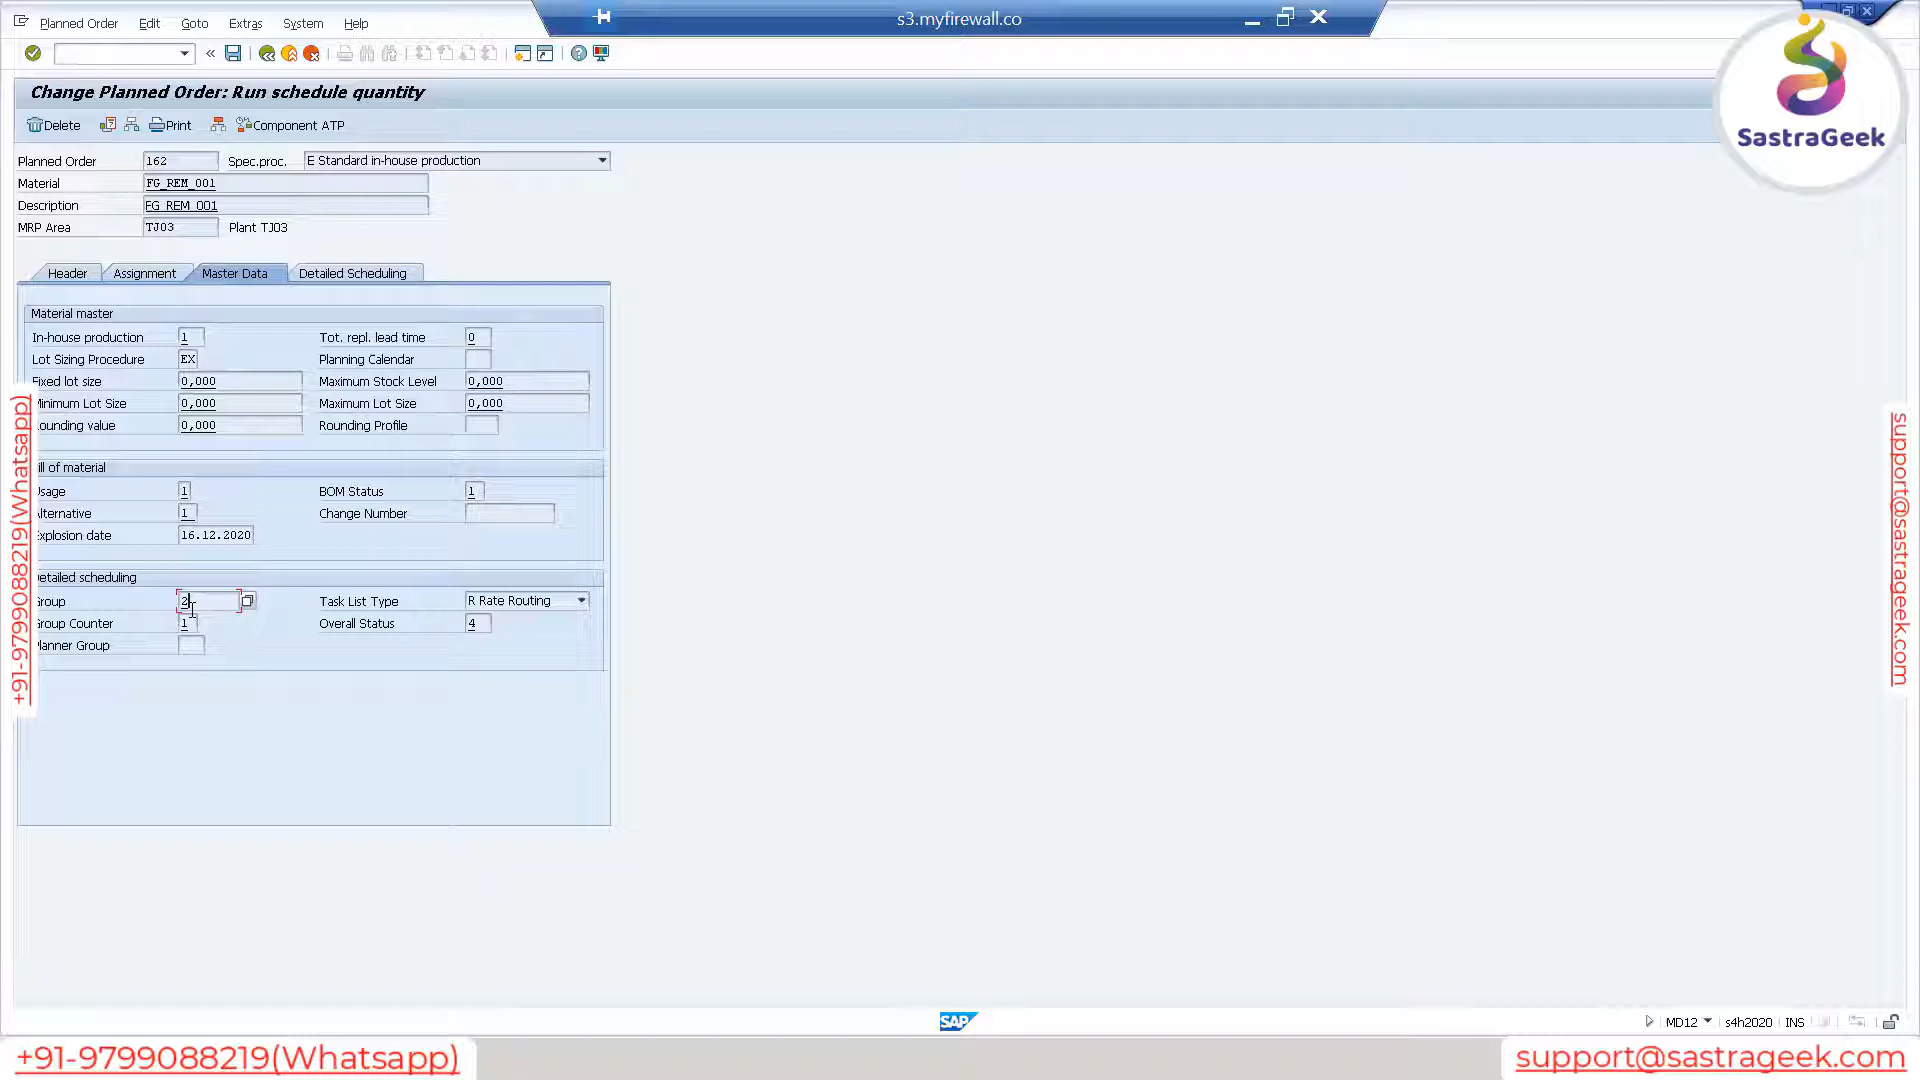 Planned Order Edit Goto Extras System Help
s3.myfirewall.co
Change Planned Order: Run schedule quantity
Delete Print Component ATP
SastraGeek
Planned Order 162 Spec.proc. E Standard in-house production
Material FG_REM_001
Description FG_REM_001
MRP Area TJ03 Plant TJ03
Header Assignment Master Data Detailed Scheduling
Material master
In-house production 1 Tot. repl. lead time 0
Lot Sizing Procedure EX Planning Calendar
Fixed lot size 0,000 Maximum Stock Level 0,000
Minimum Lot Size 0,000 Maximum Lot Size 0,000
ounding value 0,000 Rounding Profile
ill of material
Usage 1 BOM Status 1
Alternative 1 Change Number
Explosion date 16.12.2020
Detailed scheduling
Group 2 Task List Type R Rate Routing
Group Counter 1 Overall Status 4
lanner Group
+91-9799088219(Whatsapp)
support@sastrageek.com
SAP
MD12 s4h2020 INS
+91-9799088219(Whatsapp)
support@sastrageek.com